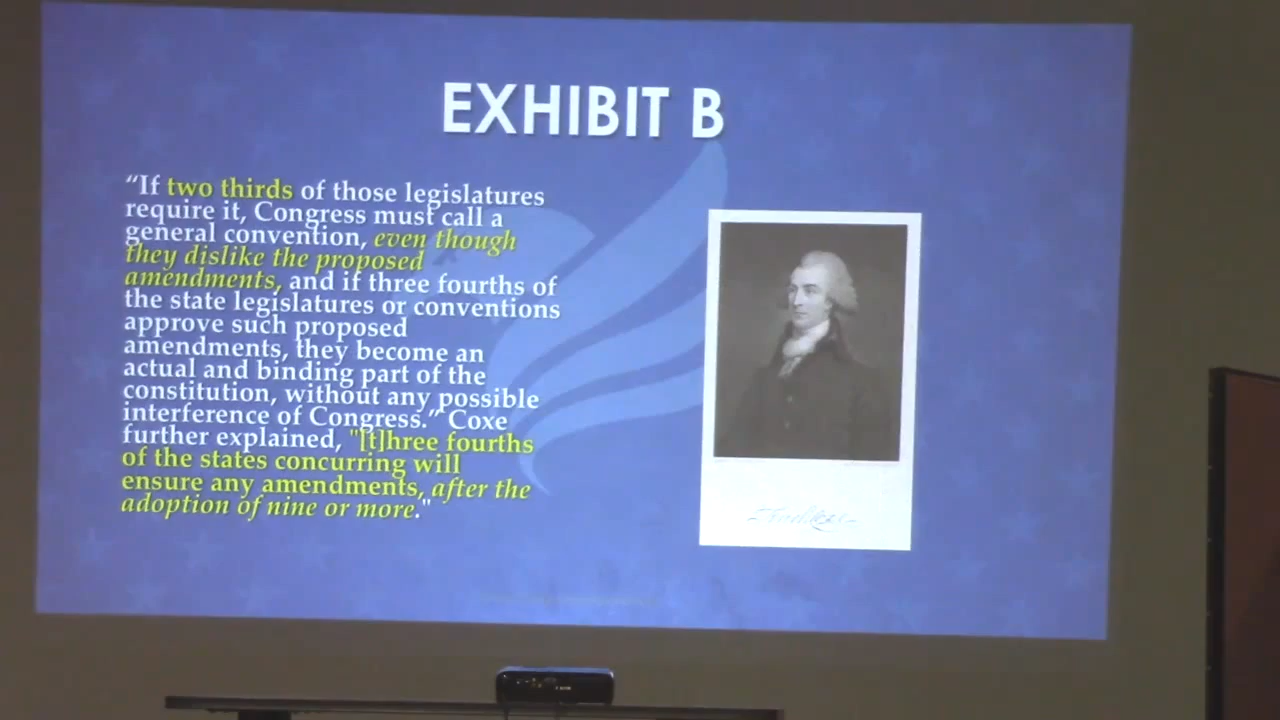 EXHIBIT B
“If two thirds of those legislatures
require it, Congress must call a
general convention, even though
they dislike the proposed
amendments, and if three fourths of
the state legislatures or conventions
approve such proposed
amendments, they become an
actual and binding part of the
constitution, without any possible
interference of Congress.” Coxe
further explained, "[t]hree fourths
of the states concurring will
ensure any amendments, after the
adoption of nine or more."